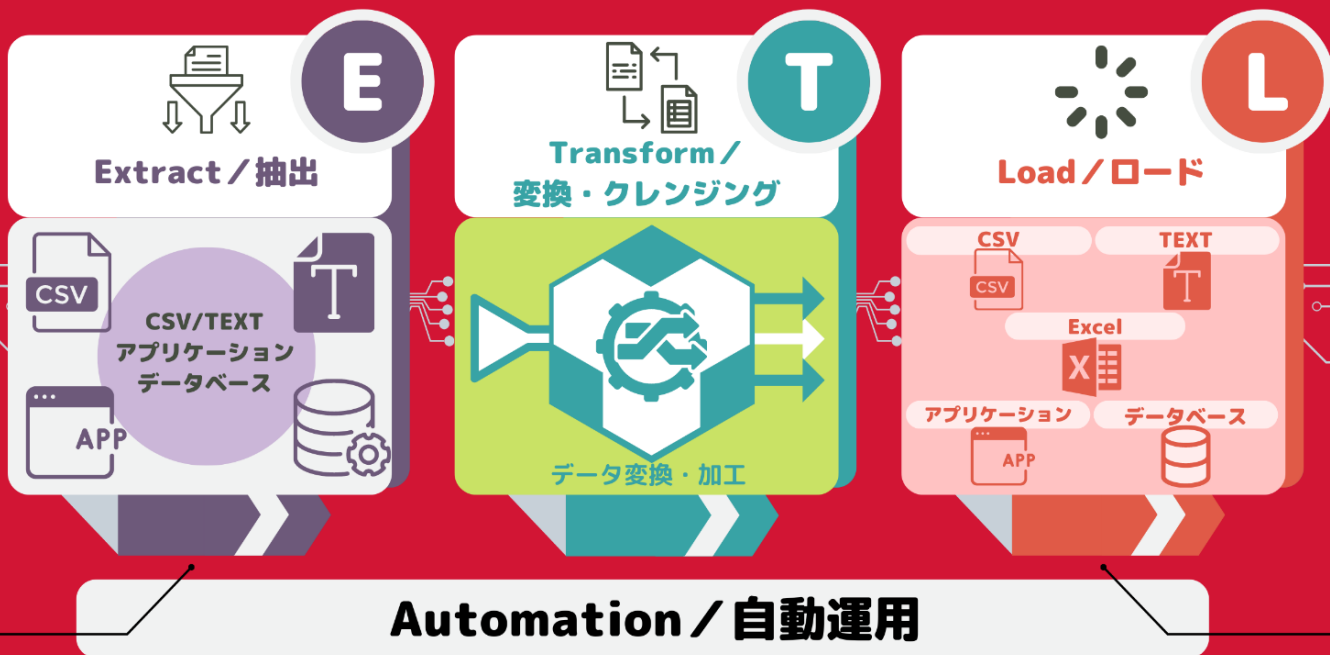 E
Extract／抽出
CSV
T
CSV/TEXT
アプリケーション
データベース
APP
T
Transform／
変換・クレンジング
データ変換・加工
L
Load／ロード
CSV
TEXT
CSV
T
Excel
X
アプリケーション
データベース
APP
Automation／自動運用